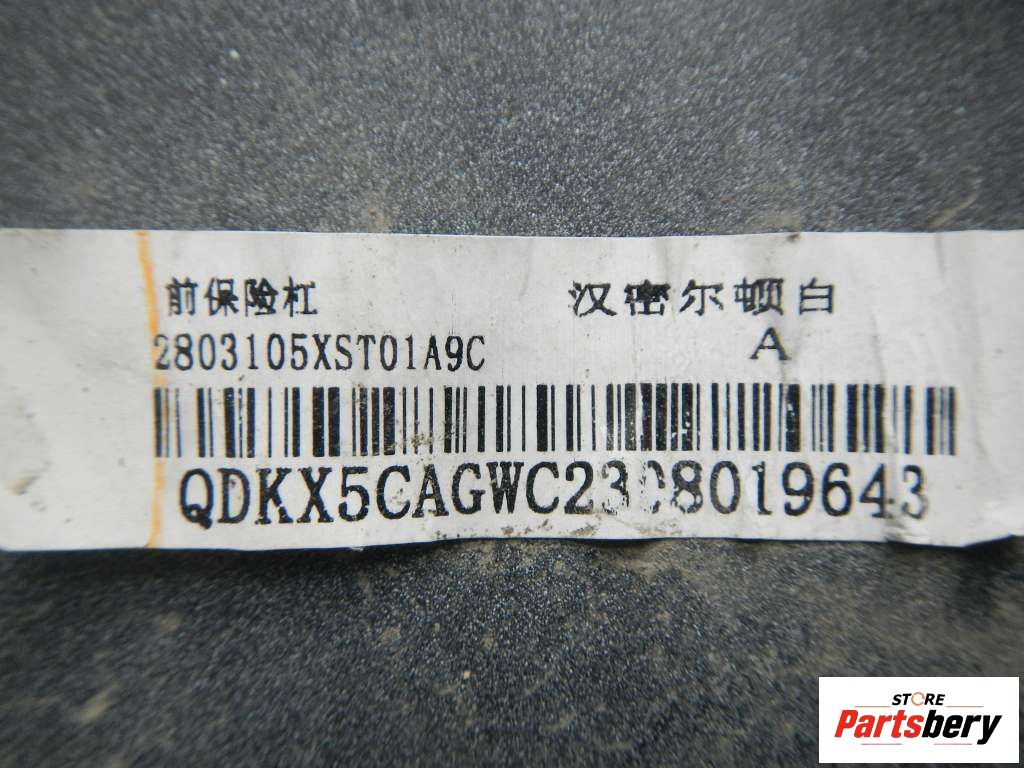 前保险杠 汉密尔顿白
2803105XST01A9C A
QDKX5CAGWC2308019643
STORE
Partsbery